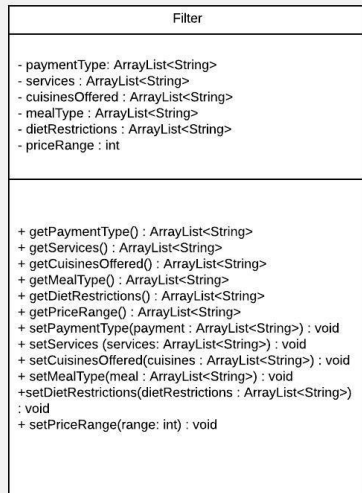 Filter
- paymentType: ArrayList<String>
- services : ArrayList<String>
- cuisinesOffered : ArrayList<String>
- mealType : ArrayList<String>
- dietRestrictions : ArrayList<String>
- priceRange : int
+ getPaymentType() : ArrayList<String>
+ getServices() : ArrayList<String>
+ getCuisinesOffered() : ArrayList<String>
+ getMealType() : ArrayList<String>
+ getDietRestrictions() : ArrayList<String>
+ getPriceRange() : ArrayList<String>
+ setPaymentType(payment : ArrayList<String>) : void
+ setServices (services: ArrayList<String>) : void
+ setCuisinesOffered(cuisines : ArrayList<String>) : void
+ setMealType(meal : ArrayList<String>) : void
+setDietRestrictions(dietRestrictions : ArrayList<String>)
: void
+ setPriceRange(range: int) : void